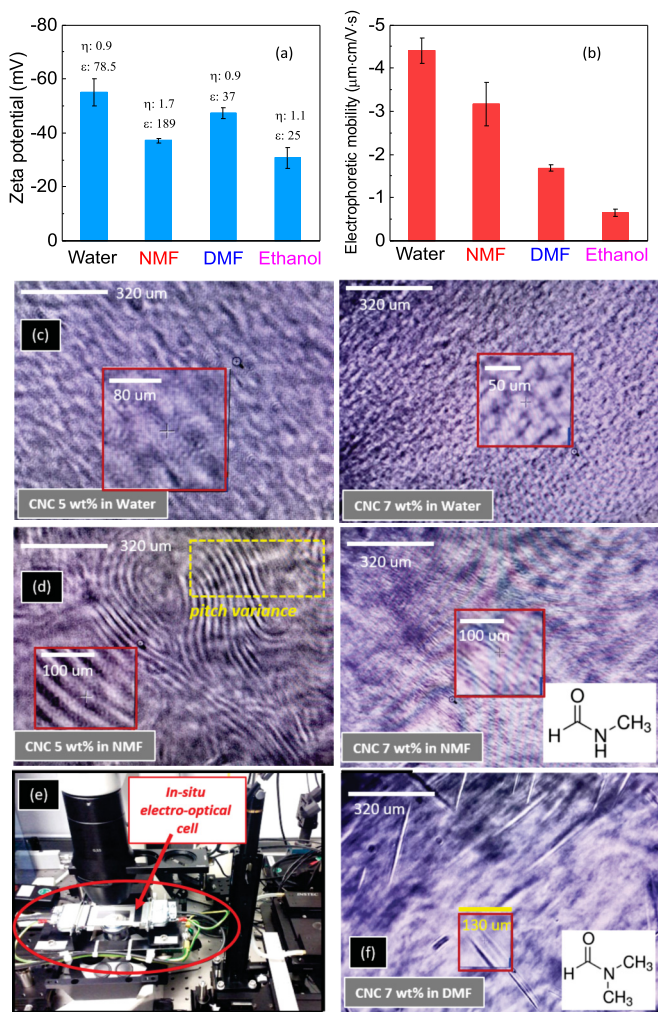 (a)
-80
-60
-40
-20
0
Zeta potential (mV)
η: 0.9
ε: 78.5
η: 1.7
ε: 189
η: 0.9
ε: 37
η: 1.1
ε: 25
Water NMF DMF Ethanol
(b)
-5
-4
-3
-2
-1
0
Electrophoretic mobility (μm·cm/V·s)
Water NMF DMF Ethanol
320 um
(c)
80 um
CNC 5 wt% in Water
320 um
50 um
CNC 7 wt% in Water
320 um
(d)
pitch variance
100 um
CNC 5 wt% in NMF
320 um
100 um
O
H
N
H
CH3
CNC 7 wt% in NMF
(e)
In-situ
electro-optical
cell
320 um
130 um
(f)
O
H
N
CH3
CH3
CNC 7 wt% in DMF